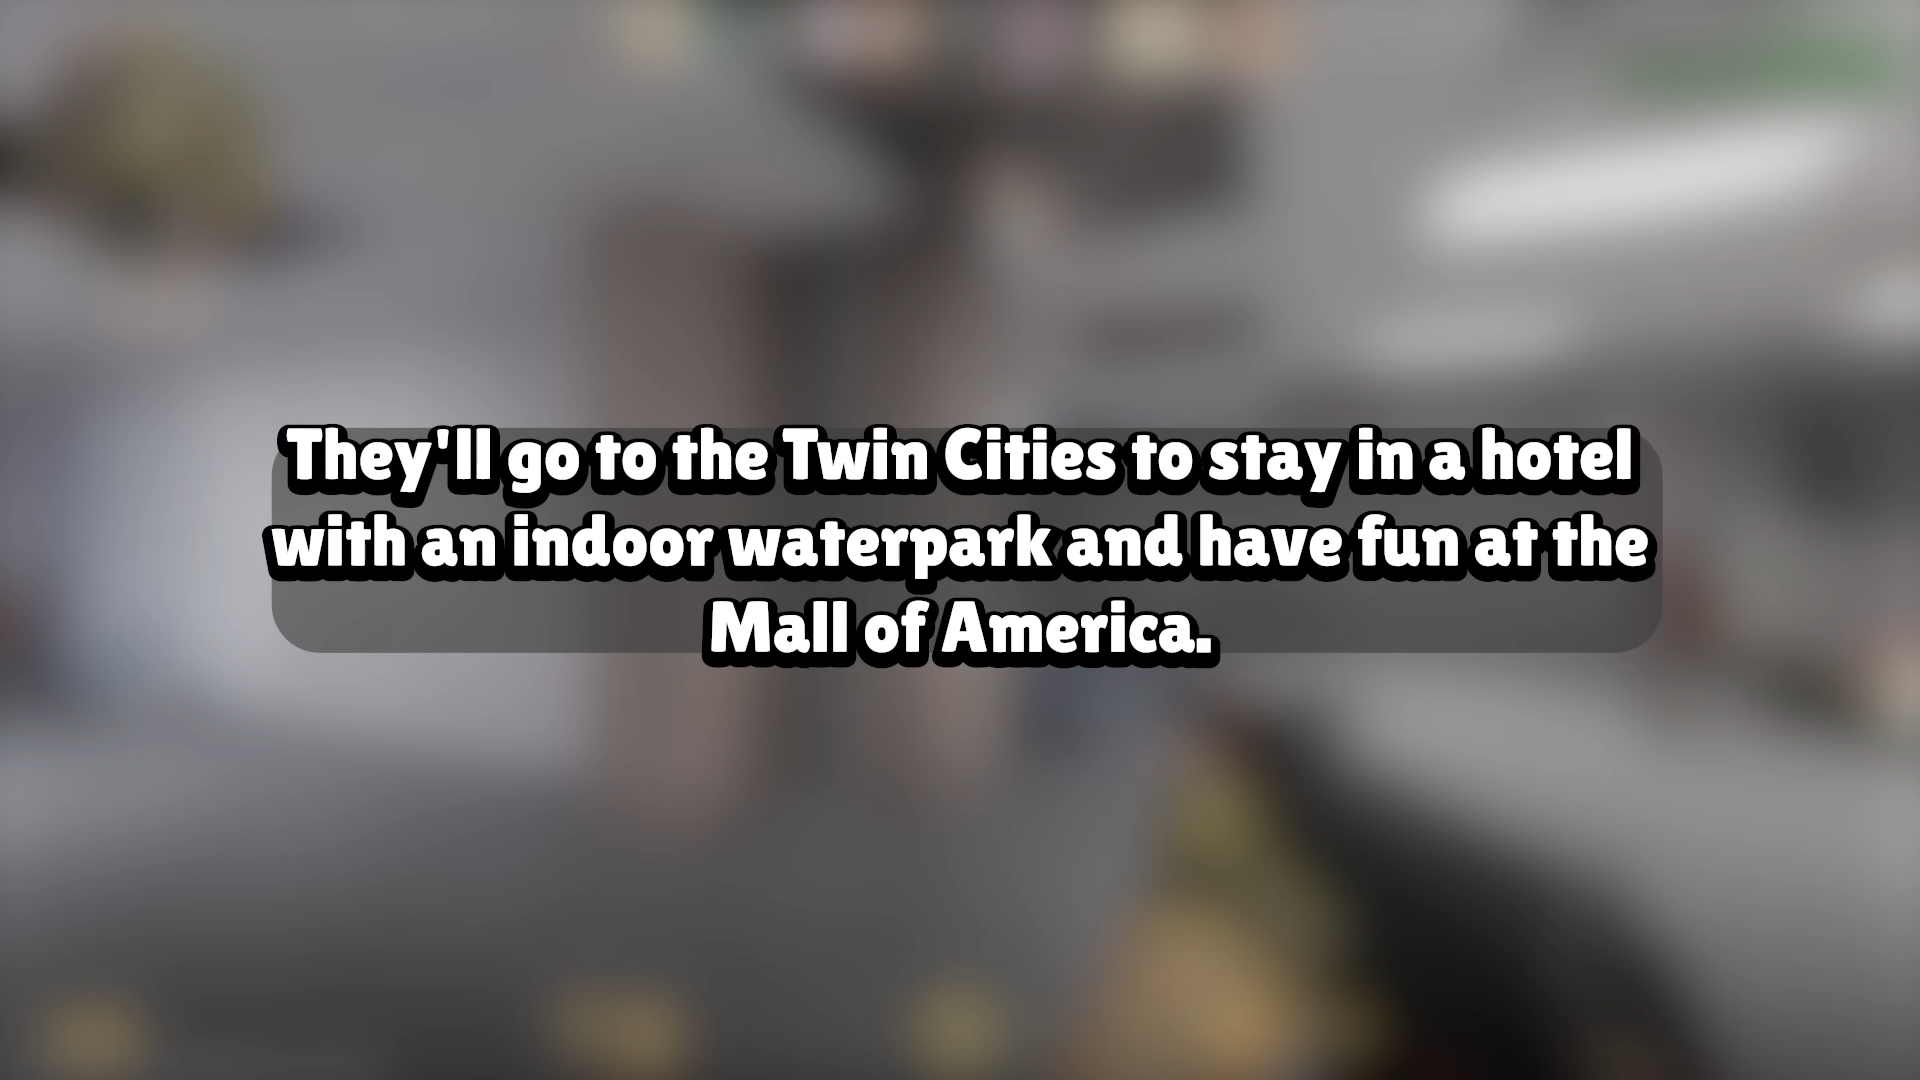 They'll go to the Twin Cities to stay in a hotel
with an indoor waterpark and have fun at the
Mall of America.